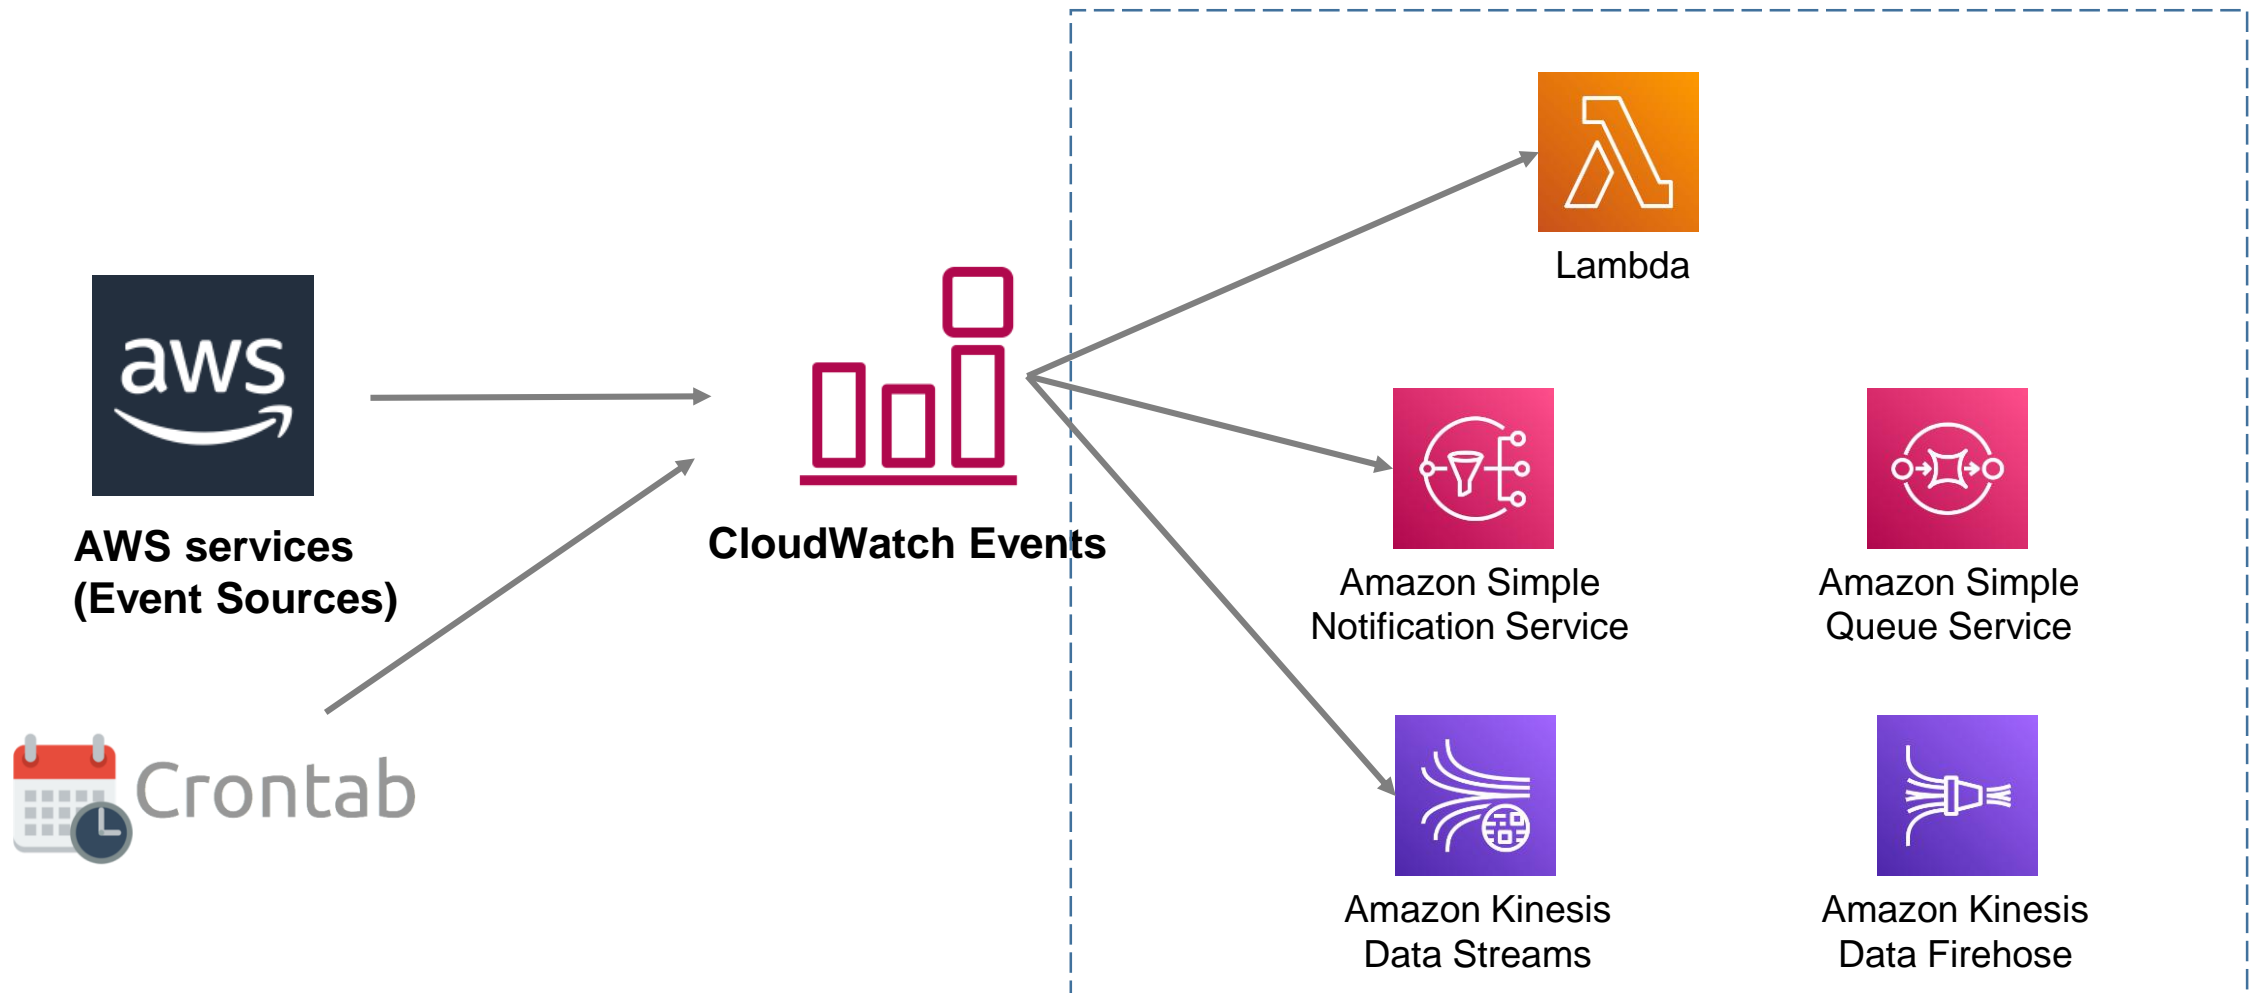 aws
AWS services
(Event Sources)
Crontab
CloudWatch Events
Lambda
Amazon Simple
Notification Service
Amazon Simple
Queue Service
Amazon Kinesis
Data Streams
Amazon Kinesis
Data Firehose